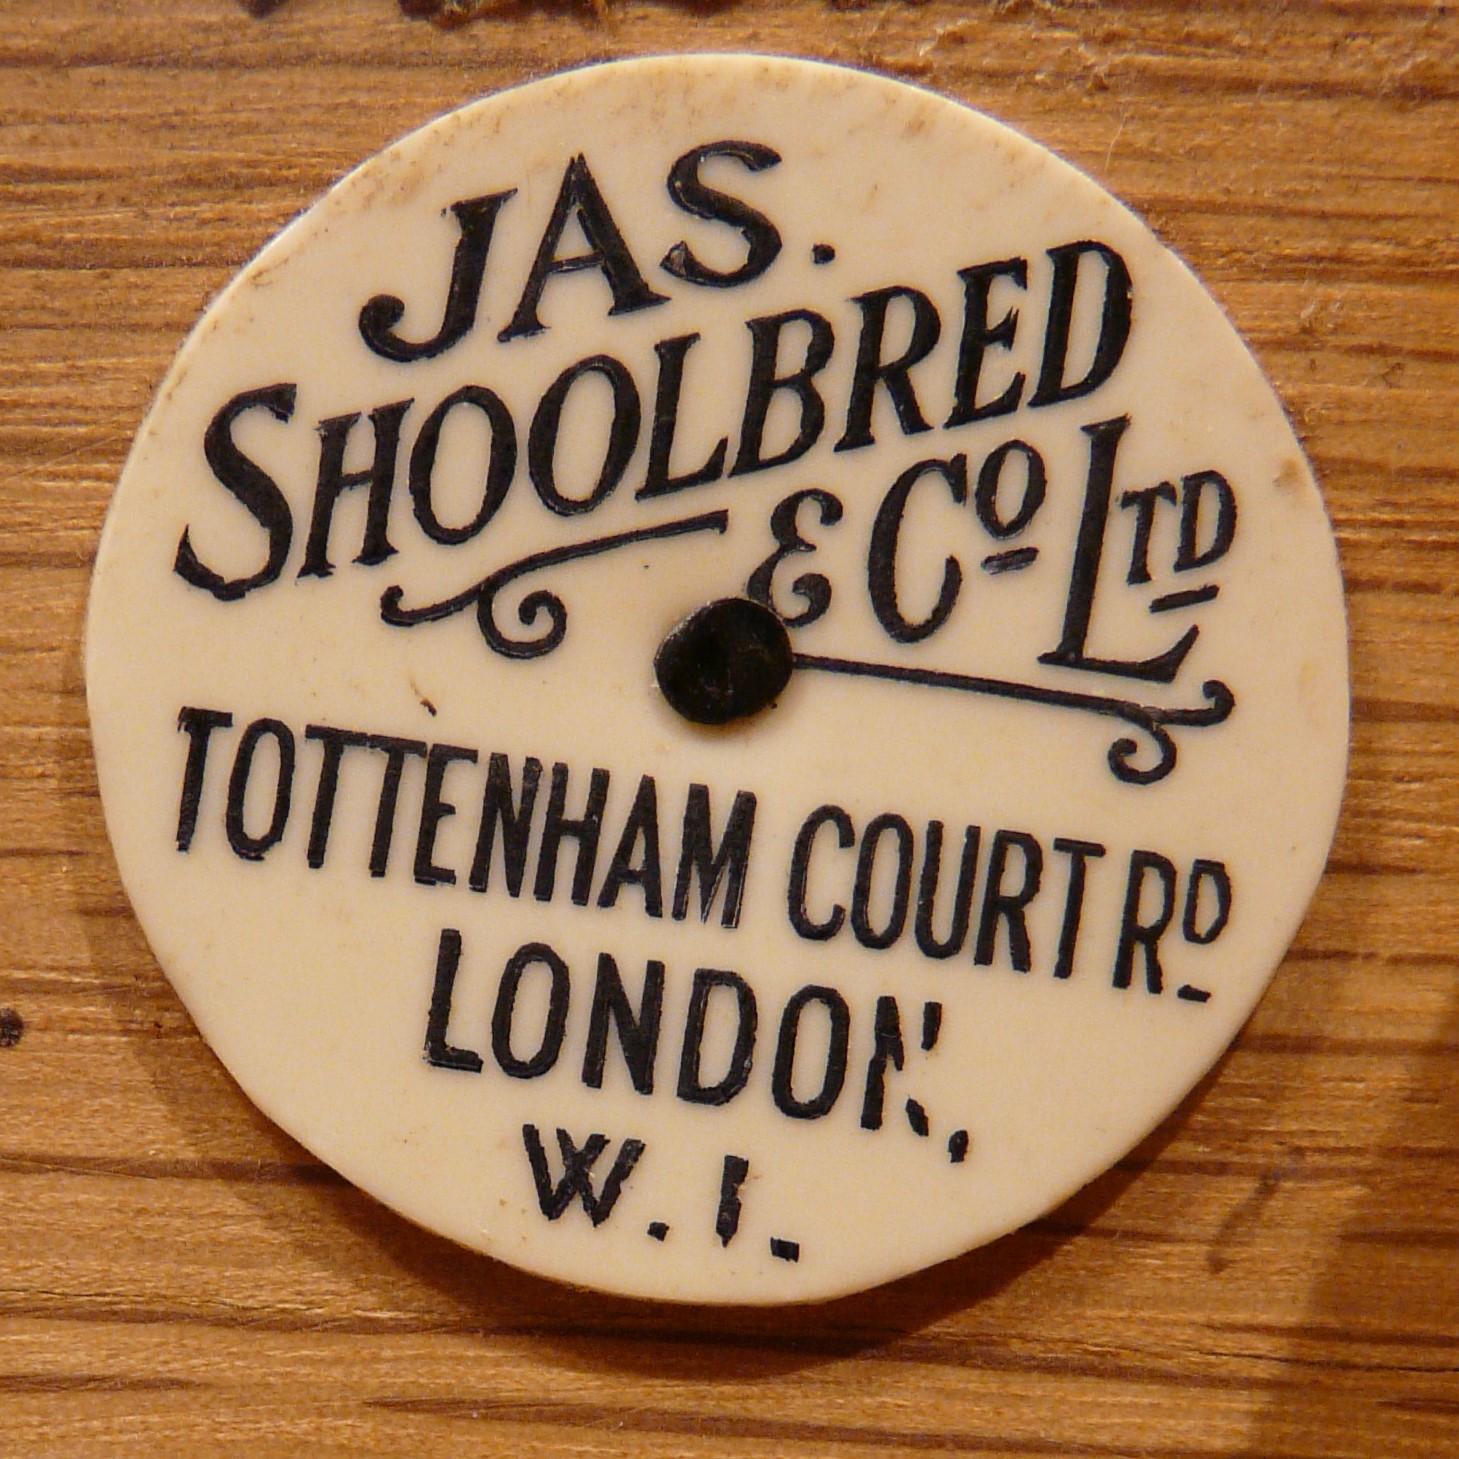 JAS.
SHOOLBRED
& Co LTD
TOTTENHAM COURT RD
LONDON,
W.1.